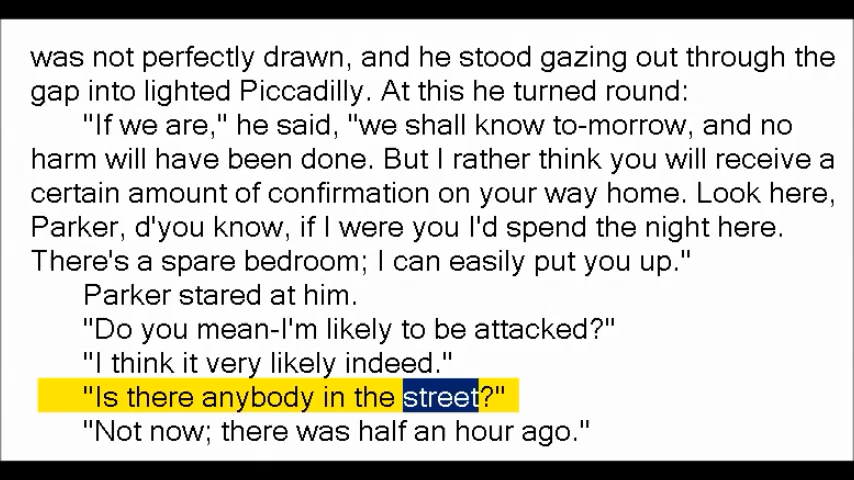 was not perfectly drawn, and he stood gazing out through the
gap into lighted Piccadilly. At this he turned round:
"If we are," he said, "we shall know to-morrow, and no
harm will have been done. But I rather think you will receive a
certain amount of confirmation on your way home. Look here,
Parker, d'you know, if I were you I'd spend the night here.
There's a spare bedroom; I can easily put you up."
Parker stared at him.
"Do you mean-I'm likely to be attacked?"
"I think it very likely indeed."
"Is there anybody in the street?"
"Not now; there was half an hour ago."